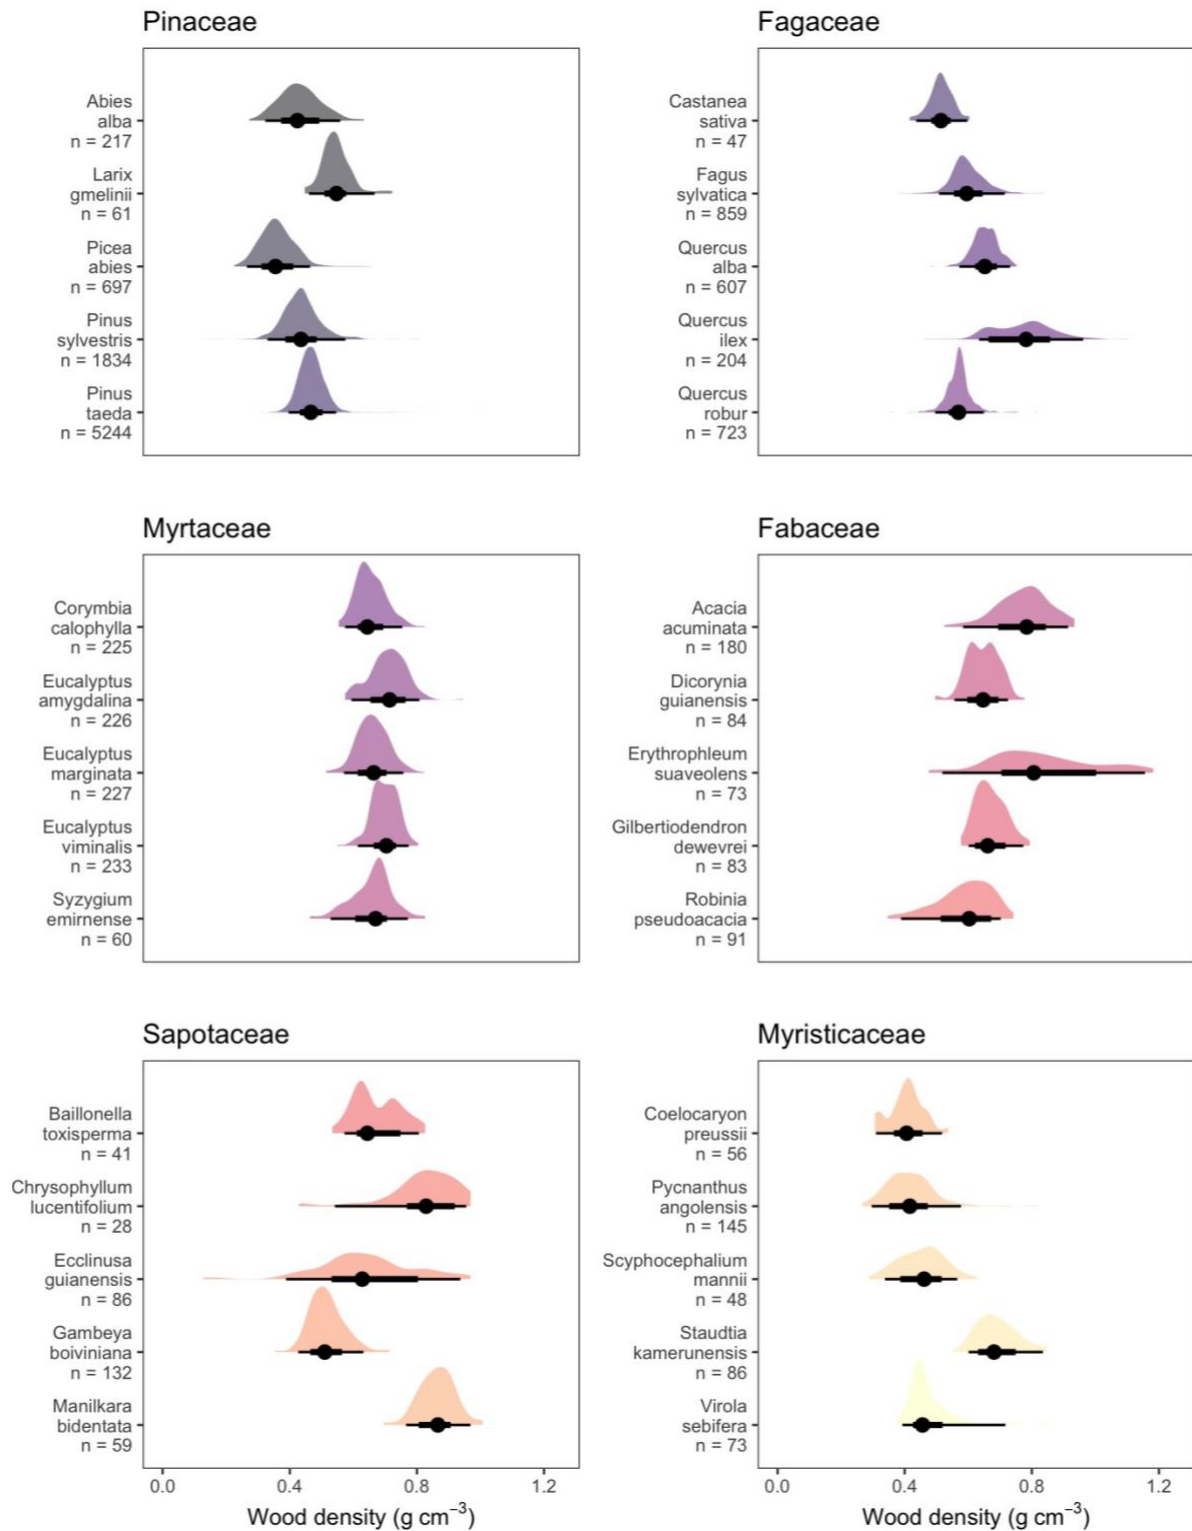 Pinaceae
Abies
alba
n = 217
Larix
gmelinii
n = 61
Picea
abies
n = 697
Pinus
sylvestris
n = 1834
Pinus
taeda
n = 5244
Fagaceae
Castanea
sativa
n = 47
Fagus
sylvatica
n = 859
Quercus
alba
n = 607
Quercus
ilex
n = 204
Quercus
robur
n = 723
Myrtaceae
Corymbia
calophylla
n = 225
Eucalyptus
amygdalina
n = 226
Eucalyptus
marginata
n = 227
Eucalyptus
viminalis
n = 233
Syzygium
emirnense
n = 60
Fabaceae
Acacia
acuminata
n = 180
Dicorynia
guianensis
n = 84
Erythrophleum
suaveolens
n = 73
Gilbertiodendron
dewevrei
n = 83
Robinia
pseudoacacia
n = 91
Sapotaceae
Baillonella
toxisperma
n = 41
Chrysophyllum
lucentifolium
n = 28
Ecclinusa
guianensis
n = 86
Gambeya
boiviniana
n = 132
Manilkara
bidentata
n = 59
0.0 0.4 0.8 1.2
Wood density (g cm⁻³)
Myristicaceae
Coelocaryon
preussii
n = 56
Pycnanthus
angolensis
n = 145
Scyphocephalium
mannii
n = 48
Staudtia
kamerunensis
n = 86
Virola
sebifera
n = 73
0.0 0.4 0.8 1.2
Wood density (g cm⁻³)